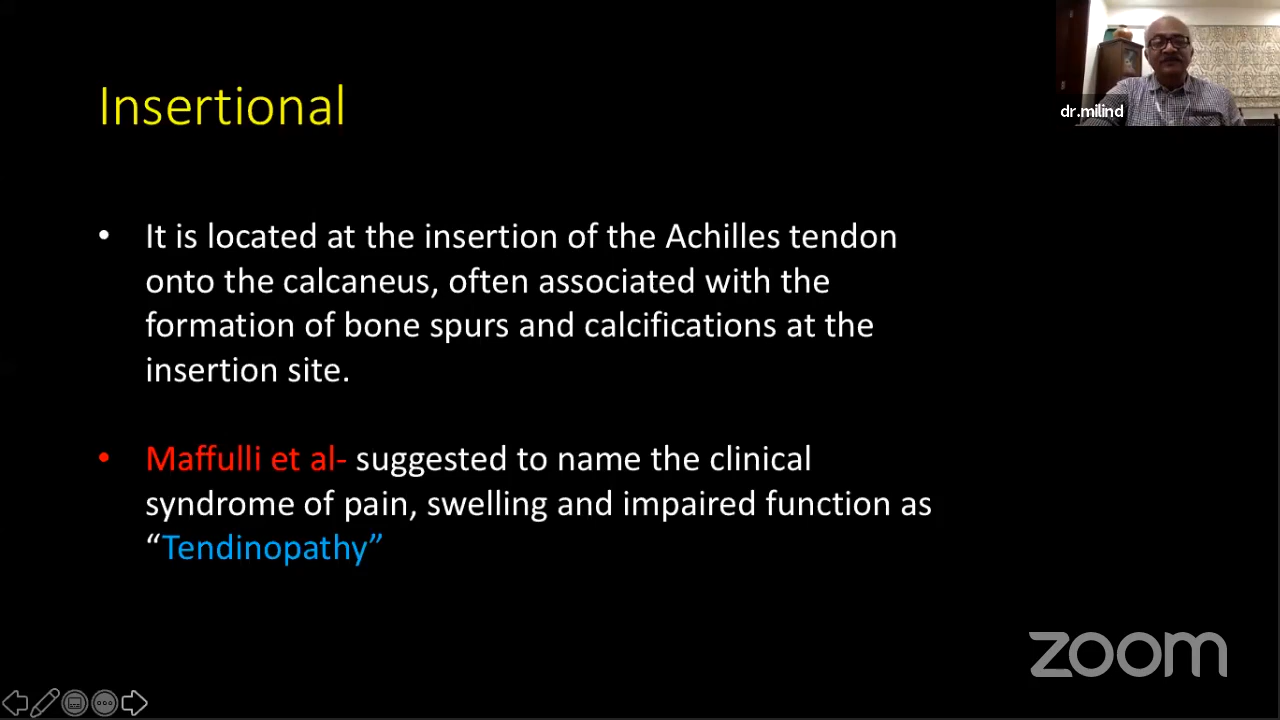 Insertional
dr.milind
• It is located at the insertion of the Achilles tendon
onto the calcaneus, often associated with the
formation of bone spurs and calcifications at the
insertion site.
• Maffulli et al- suggested to name the clinical
syndrome of pain, swelling and impaired function as
“Tendinopathy”
zoom